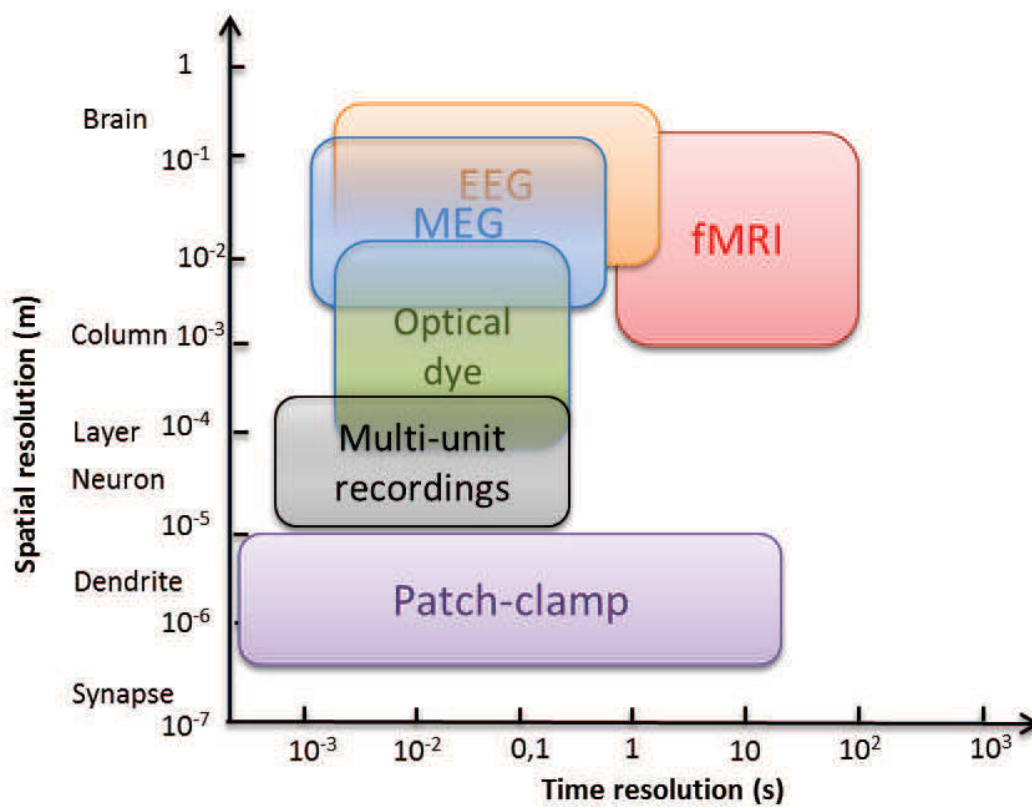 1
Brain
10⁻¹
EEG
MEG
fMRI
10⁻²
Optical
dye
Column 10⁻³
Layer 10⁻⁴
Multi-unit
recordings
Neuron
10⁻⁵
Dendrite
Patch-clamp
10⁻⁶
Synapse
10⁻⁷
Spatial resolution (m)
10⁻³ 10⁻² 0,1 1 10 10² 10³
Time resolution (s)